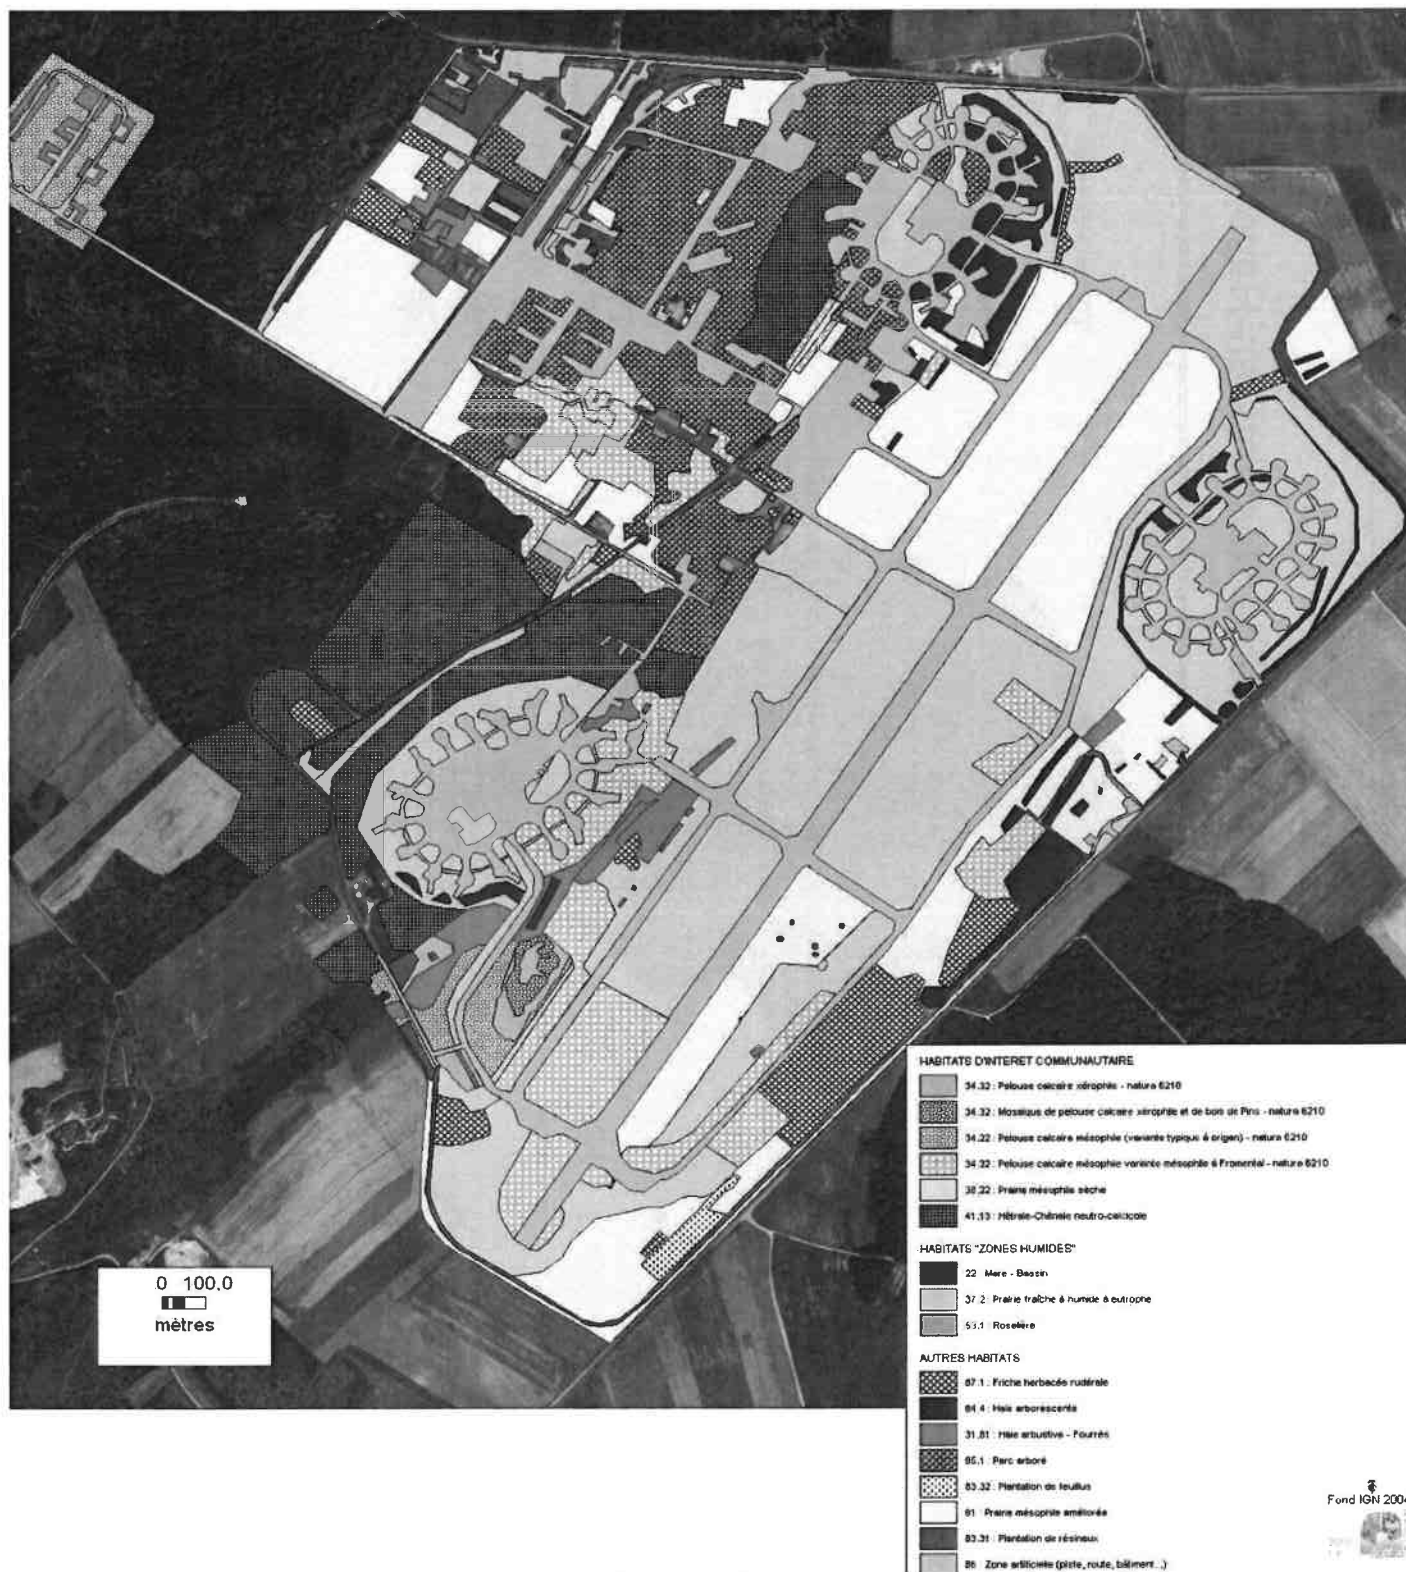 0 100,0
mètres
HABITATS D'INTERET COMMUNAUTAIRE
34.32 : Pelouse calcaire xérophile - natura 6210
34.32 : Mosaïque de pelouse calcaire xérophile et de bois de Pins - natura 6210
34.22 : Pelouse calcaire mésophile (variante typique à origan) - natura 6210
34.32 : Pelouse calcaire mésophile variante mésophile à Fromental - natura 6210
38.22 : Prairie mésophile sèche
41.13 : Hêtraie-Chênaie neutro-calcicole
HABITATS "ZONES HUMIDES"
22 Mare - Bassin
37.2 : Prairie fraîche à humide à eutrophe
53.1 : Roselière
AUTRES HABITATS
87.1 : Friche herbacée rudérale
84.4 : Haie arborescente
31.81 : Haie arbustive - Fourrés
85.1 : Parc arboré
83.32 : Plantation de feuillus
81 : Prairie mésophile améliorée
83.31 : Plantation de résineux
86 : Zone artificielle (piste, route, bâtiment...)
Fond IGN 2004